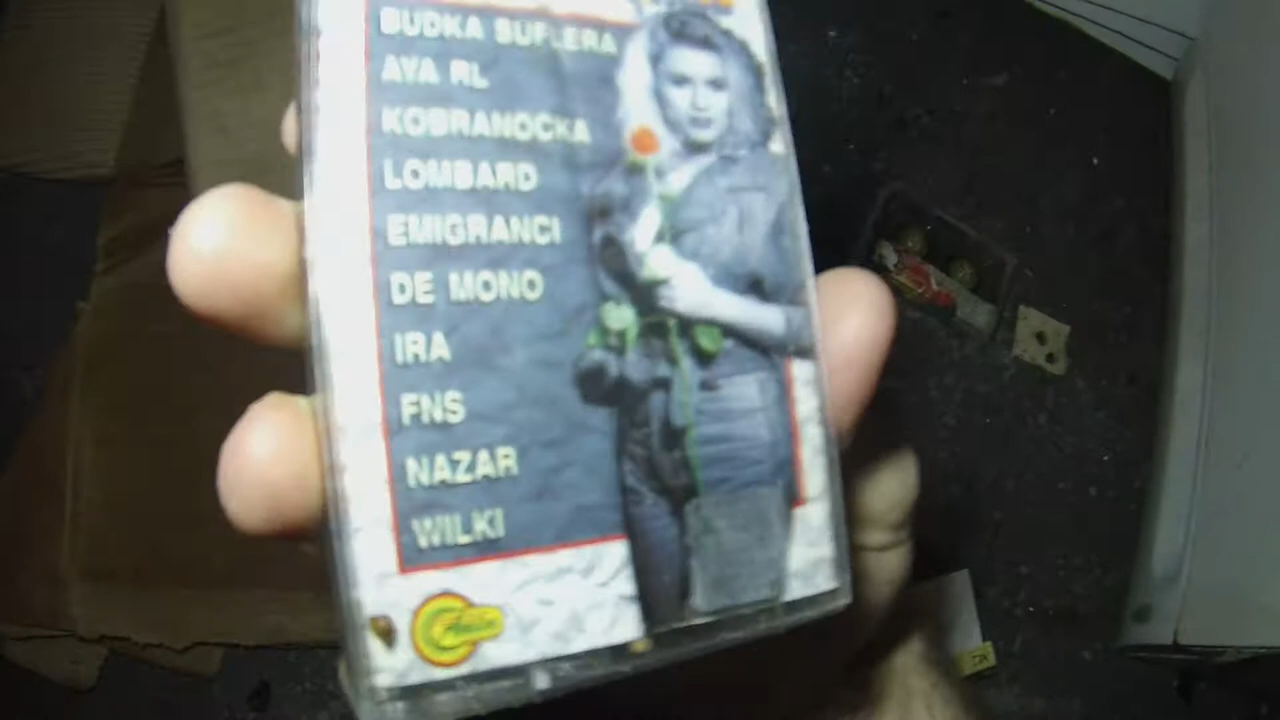 BUDKA SUFLERA
AYA RL
KOBRANOCKA
LOMBARD
EMIGRANCI
DE MONO
IRA
FNS
NAZAR
WILKI